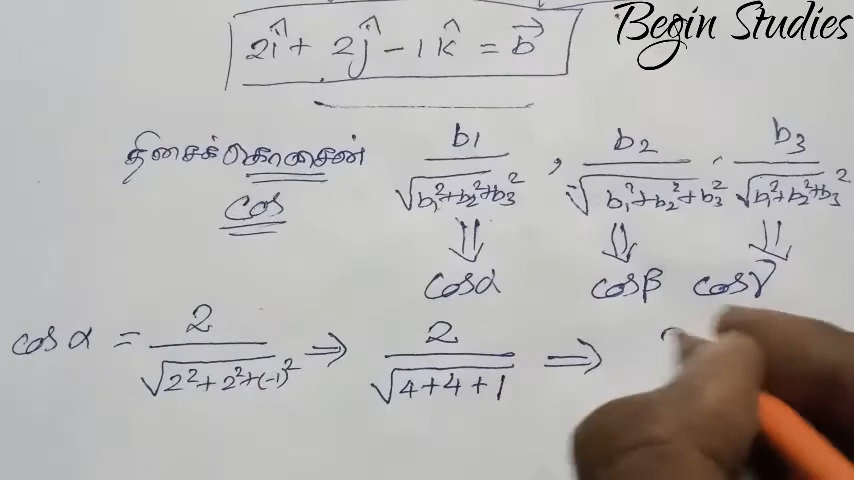 Begin Studies
2î + 2ĵ - 1k̂ = b⃗
திசைக் கொசைன் b1/√(b1²+b2²+b3²) , b2/√(b1²+b2²+b3²) , b3/√(b1²+b2²+b3²)
cos
⇓ ⇓ ⇓
cosα cosβ cosγ
cosα = 2/√(2²+2²+(-1)²) ⇒ 2/√(4+4+1) ⇒